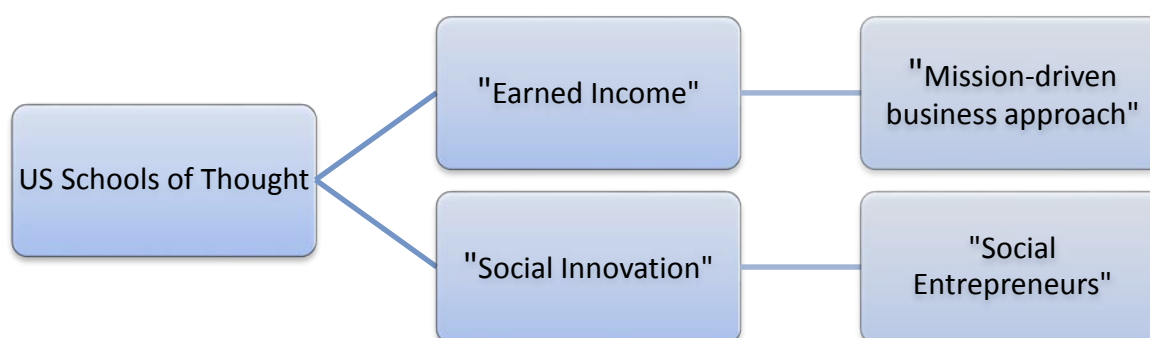 US Schools of Thought
"Earned Income"
"Mission-driven
business approach"
"Social Innovation"
"Social
Entrepreneurs"